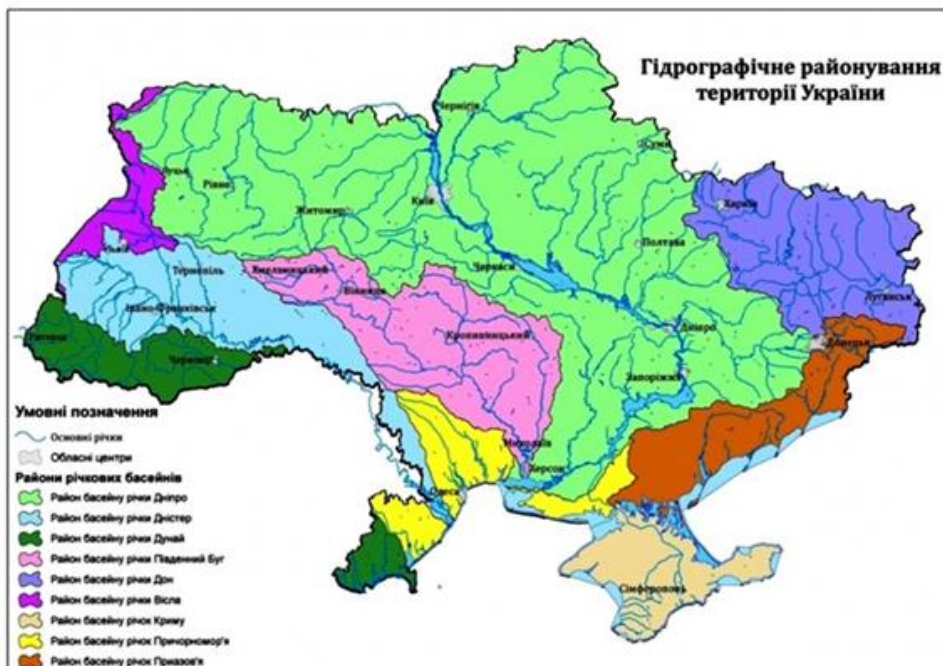 Гідрографічне районування
території України
Чернігів
Суми
Луцьк
Рівне
Київ
Житомир
Харків
Львів
Полтава
Тернопіль
Хмельницький
Черкаси
Вінниця
Луганськ
Івано-Франківськ
Кропивницький
Дніпро
Донецьк
Ужгород
Чернівці
Запоріжжя
Миколаїв
Херсон
Одеса
Сімферополь
Умовні позначення
Основні річки
Обласні центри
Райони річкових басейнів
Район басейну річки Дніпро
Район басейну річки Дністер
Район басейну річки Дунай
Район басейну річки Південний Буг
Район басейну річки Дон
Район басейну річки Вісла
Район басейну річок Криму
Район басейну річок Причорномор'я
Район басейну річок Приазов'я